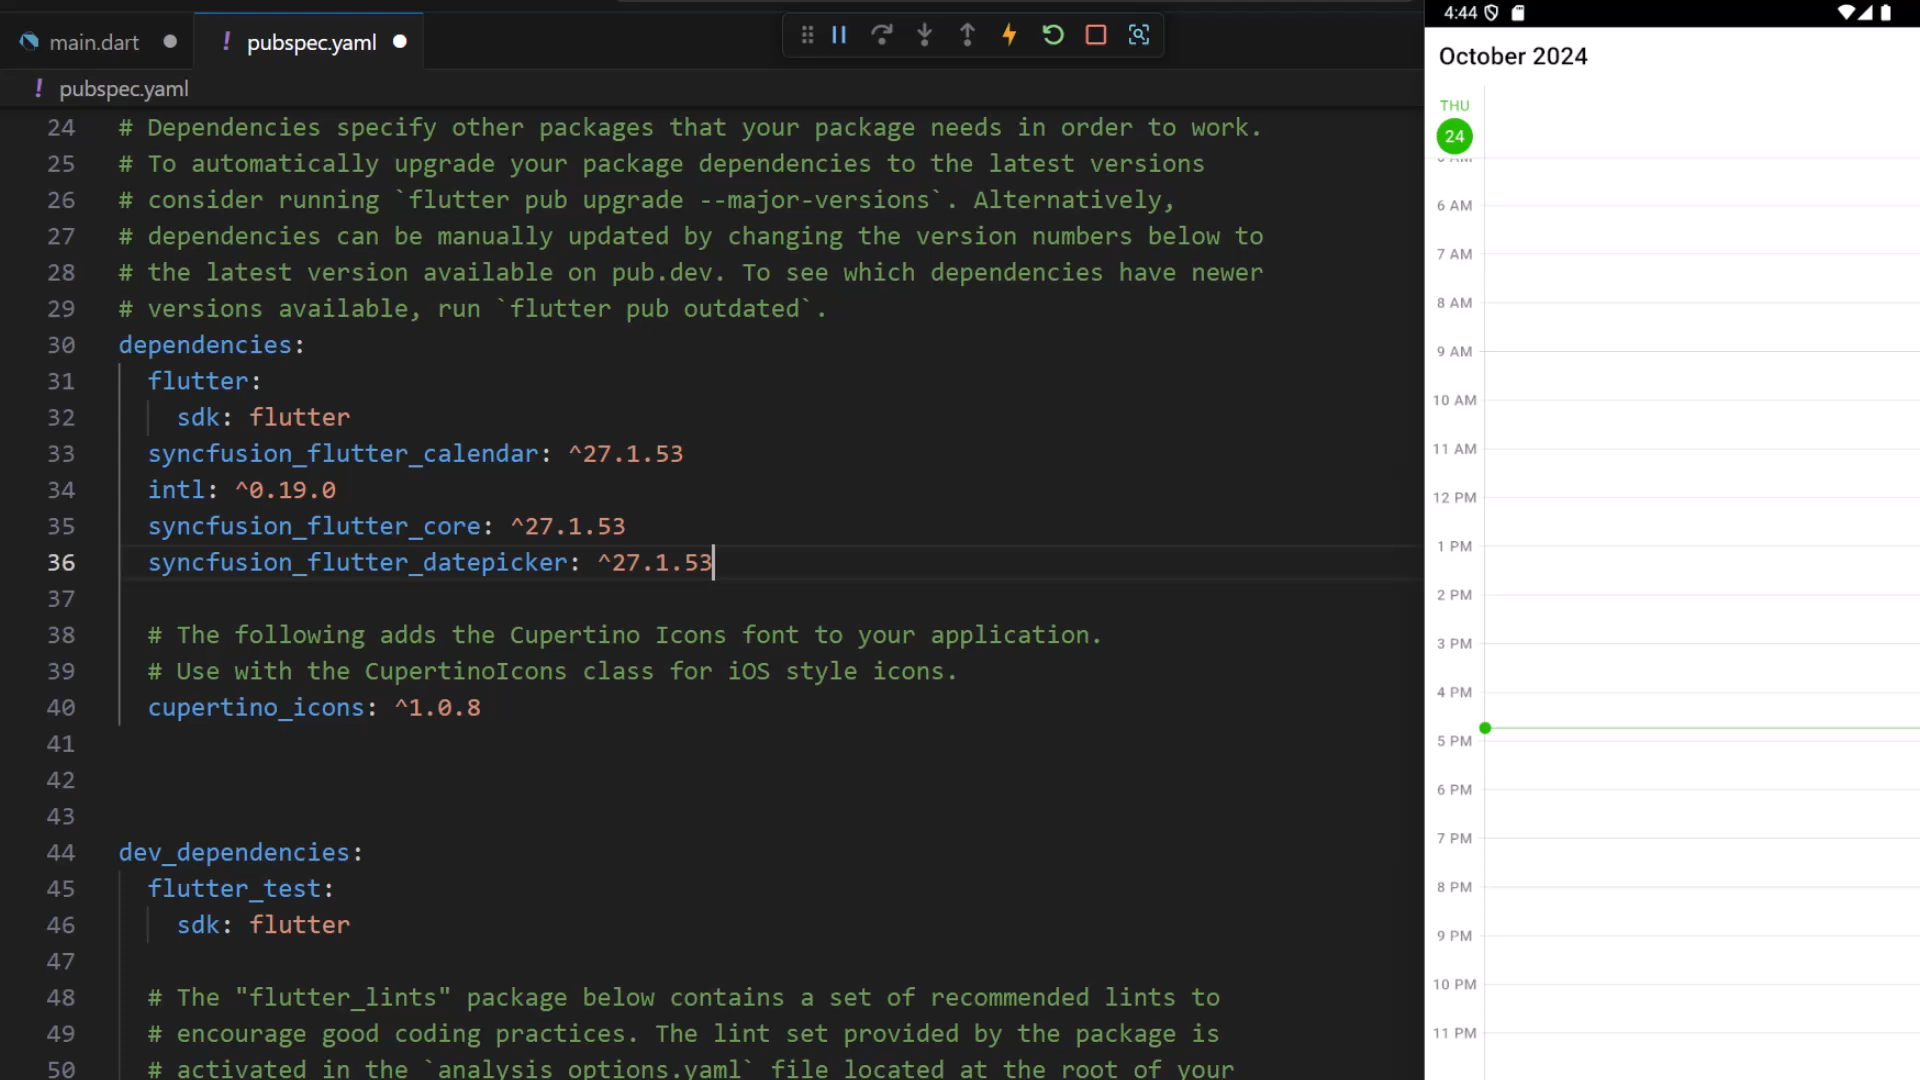 main.dart
! pubspec.yaml
! pubspec.yaml
24 # Dependencies specify other packages that your package needs in order to work.
25 # To automatically upgrade your package dependencies to the latest versions
26 # consider running `flutter pub upgrade --major-versions`. Alternatively,
27 # dependencies can be manually updated by changing the version numbers below to
28 # the latest version available on pub.dev. To see which dependencies have newer
29 # versions available, run `flutter pub outdated`.
30 dependencies:
31 flutter:
32 sdk: flutter
33 syncfusion_flutter_calendar: ^27.1.53
34 intl: ^0.19.0
35 syncfusion_flutter_core: ^27.1.53
36 syncfusion_flutter_datepicker: ^27.1.53
37
38 # The following adds the Cupertino Icons font to your application.
39 # Use with the CupertinoIcons class for iOS style icons.
40 cupertino_icons: ^1.0.8
41
42
43
44 dev_dependencies:
45 flutter_test:
46 sdk: flutter
47
48 # The "flutter_lints" package below contains a set of recommended lints to
49 # encourage good coding practices. The lint set provided by the package is
50 # activated in the `analysis_options.yaml` file located at the root of your
4:44
October 2024
THU
24
6 AM
7 AM
8 AM
9 AM
10 AM
11 AM
12 PM
1 PM
2 PM
3 PM
4 PM
5 PM
6 PM
7 PM
8 PM
9 PM
10 PM
11 PM